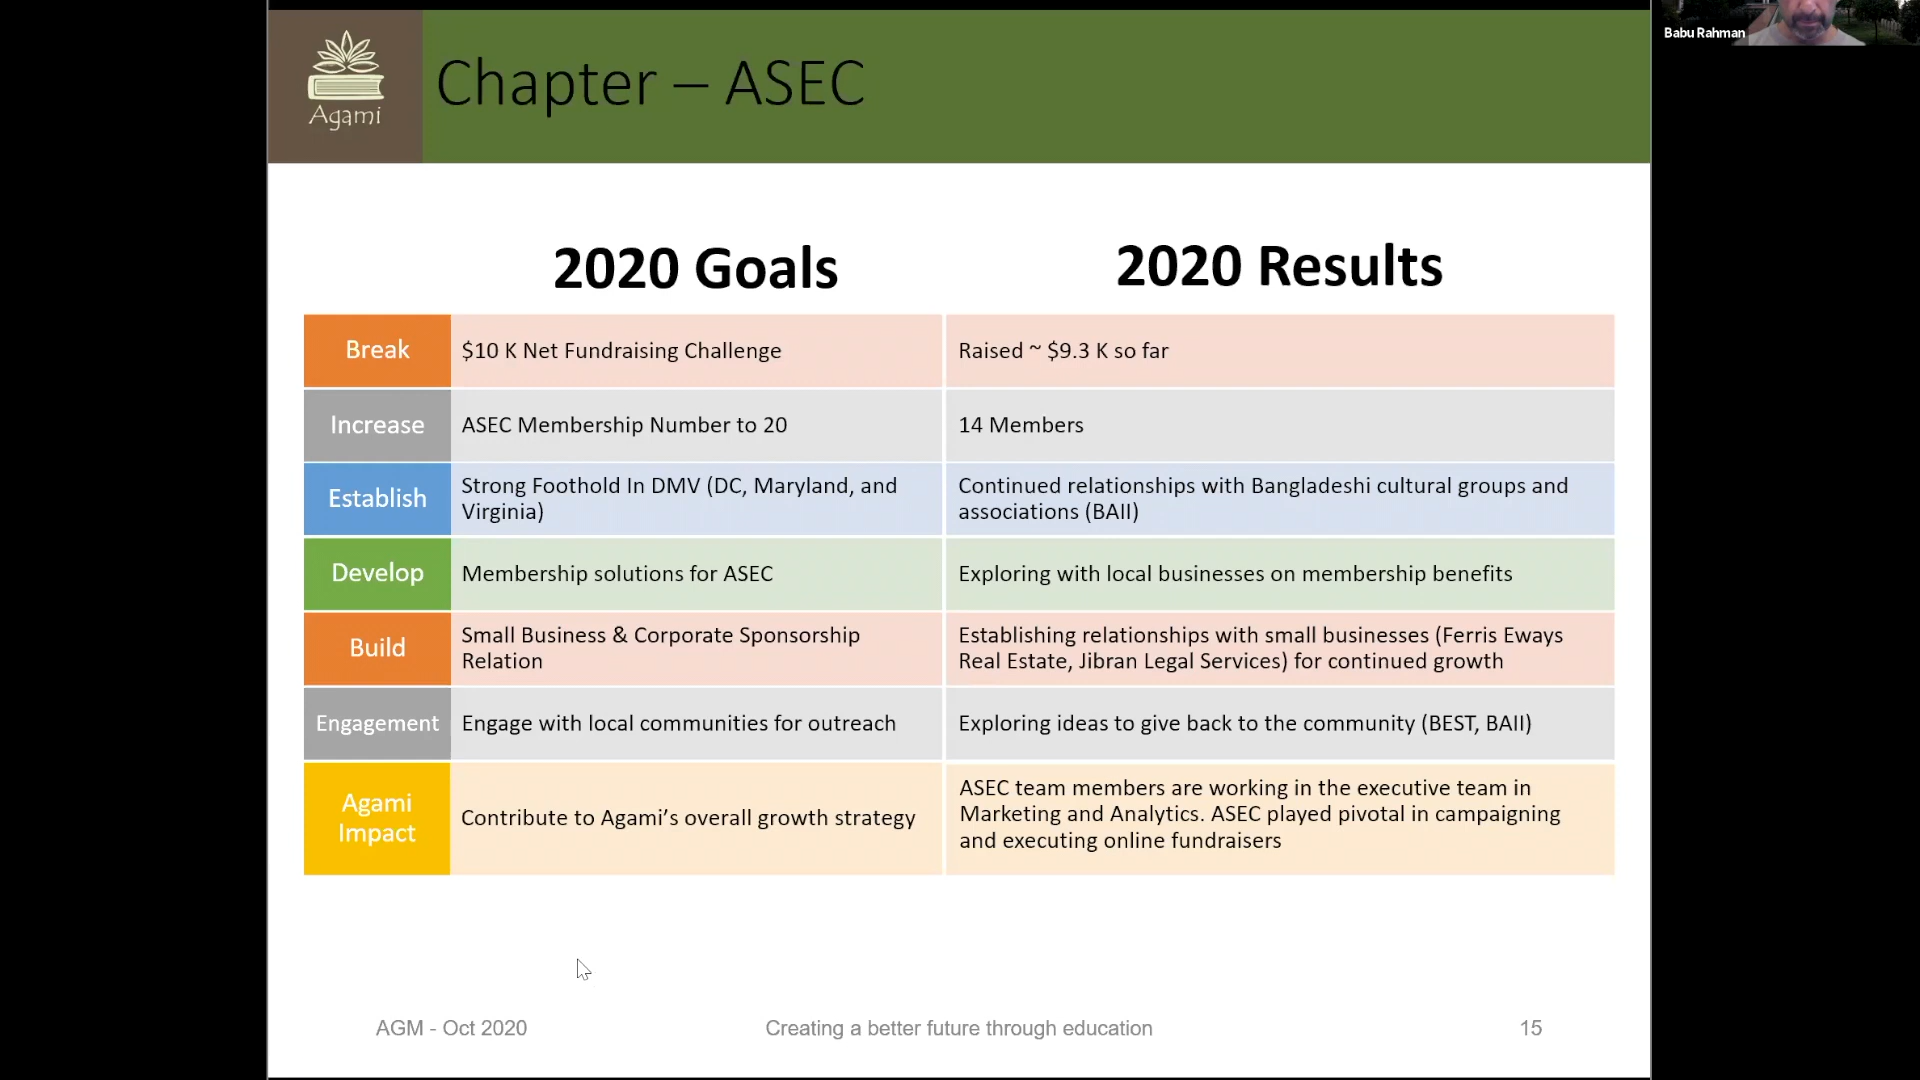 Babu Rahman
Agami
Chapter – ASEC
2020 Goals
2020 Results
Break
$10 K Net Fundraising Challenge
Raised ~ $9.3 K so far
Increase
ASEC Membership Number to 20
14 Members
Establish
Strong Foothold In DMV (DC, Maryland, and
Virginia)
Continued relationships with Bangladeshi cultural groups and
associations (BAII)
Develop
Membership solutions for ASEC
Exploring with local businesses on membership benefits
Build
Small Business & Corporate Sponsorship
Relation
Establishing relationships with small businesses (Ferris Eways
Real Estate, Jibran Legal Services) for continued growth
Engagement
Engage with local communities for outreach
Exploring ideas to give back to the community (BEST, BAII)
Agami
Impact
Contribute to Agami’s overall growth strategy
ASEC team members are working in the executive team in
Marketing and Analytics. ASEC played pivotal in campaigning
and executing online fundraisers
AGM - Oct 2020
Creating a better future through education
15